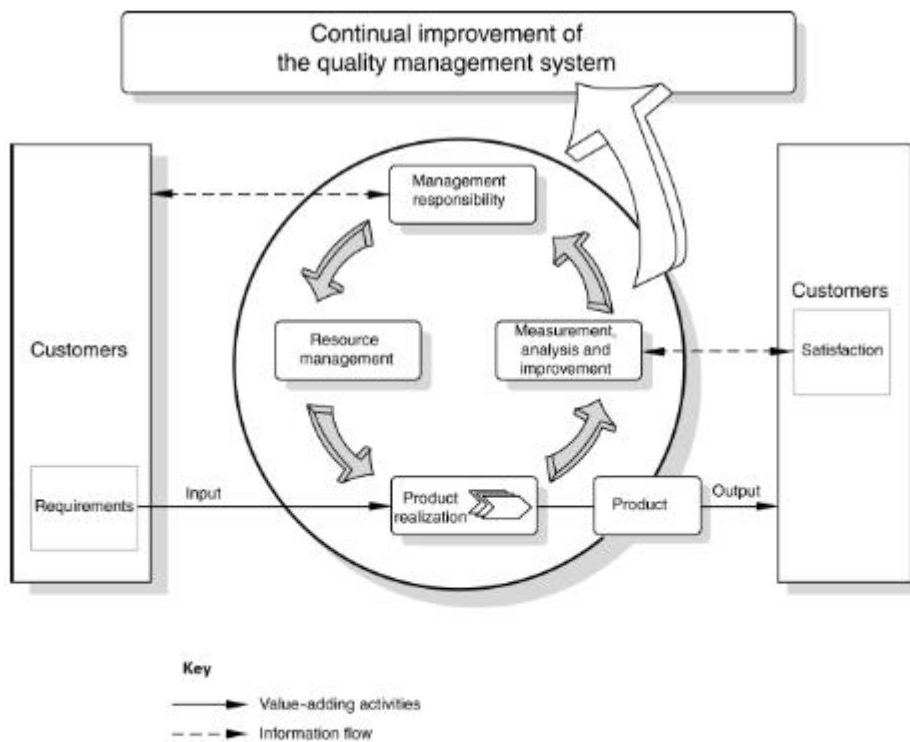 Continual improvement of
the quality management system
Management
responsibility
Customers
Resource
management
Measurement,
analysis and
improvement
Customers
Satisfaction
Requirements
Input
Product
realization
Product
Output
Key
Value-adding activities
Information flow